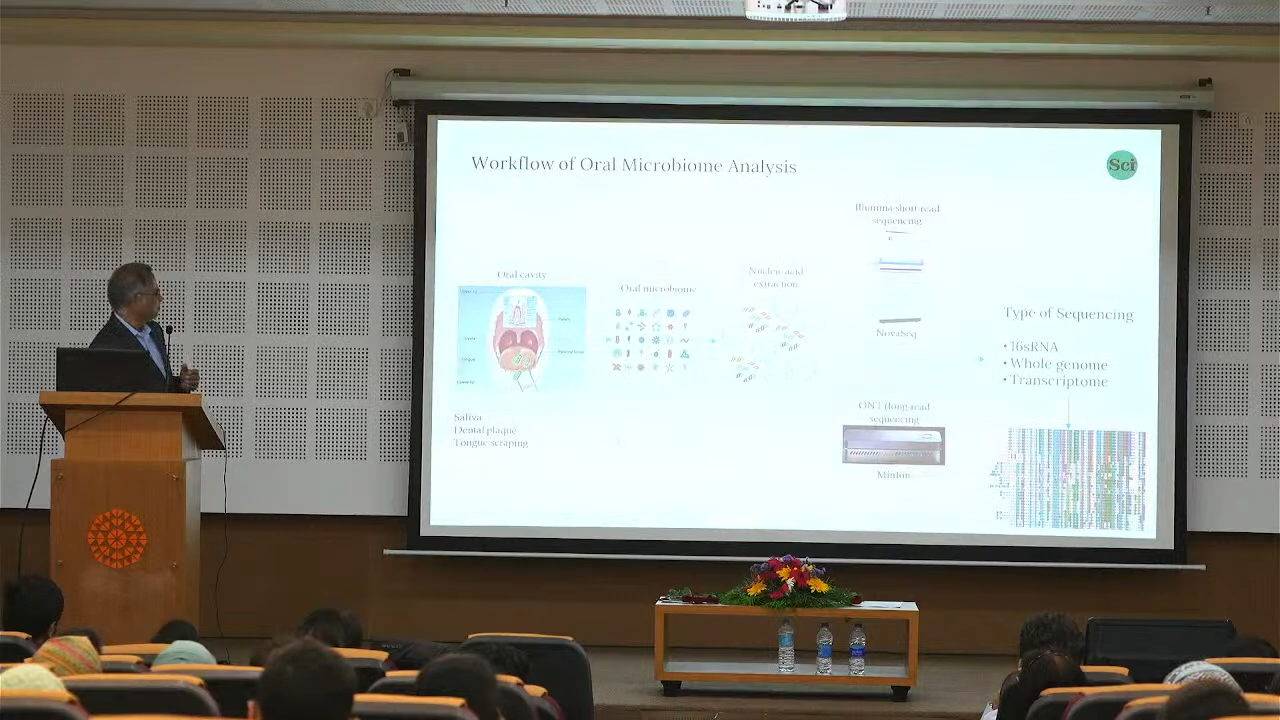 Workflow of Oral Microbiome Analysis
Sci
Illumina short read
sequencing
Oral cavity
Oral microbiome
Nucleic acid
extraction
NovaSeq
Type of Sequencing
• 16sRNA
• Whole genome
• Transcriptome
Saliva
Dental plaque
Tongue scraping
ONT (long read
sequencing
MinIon